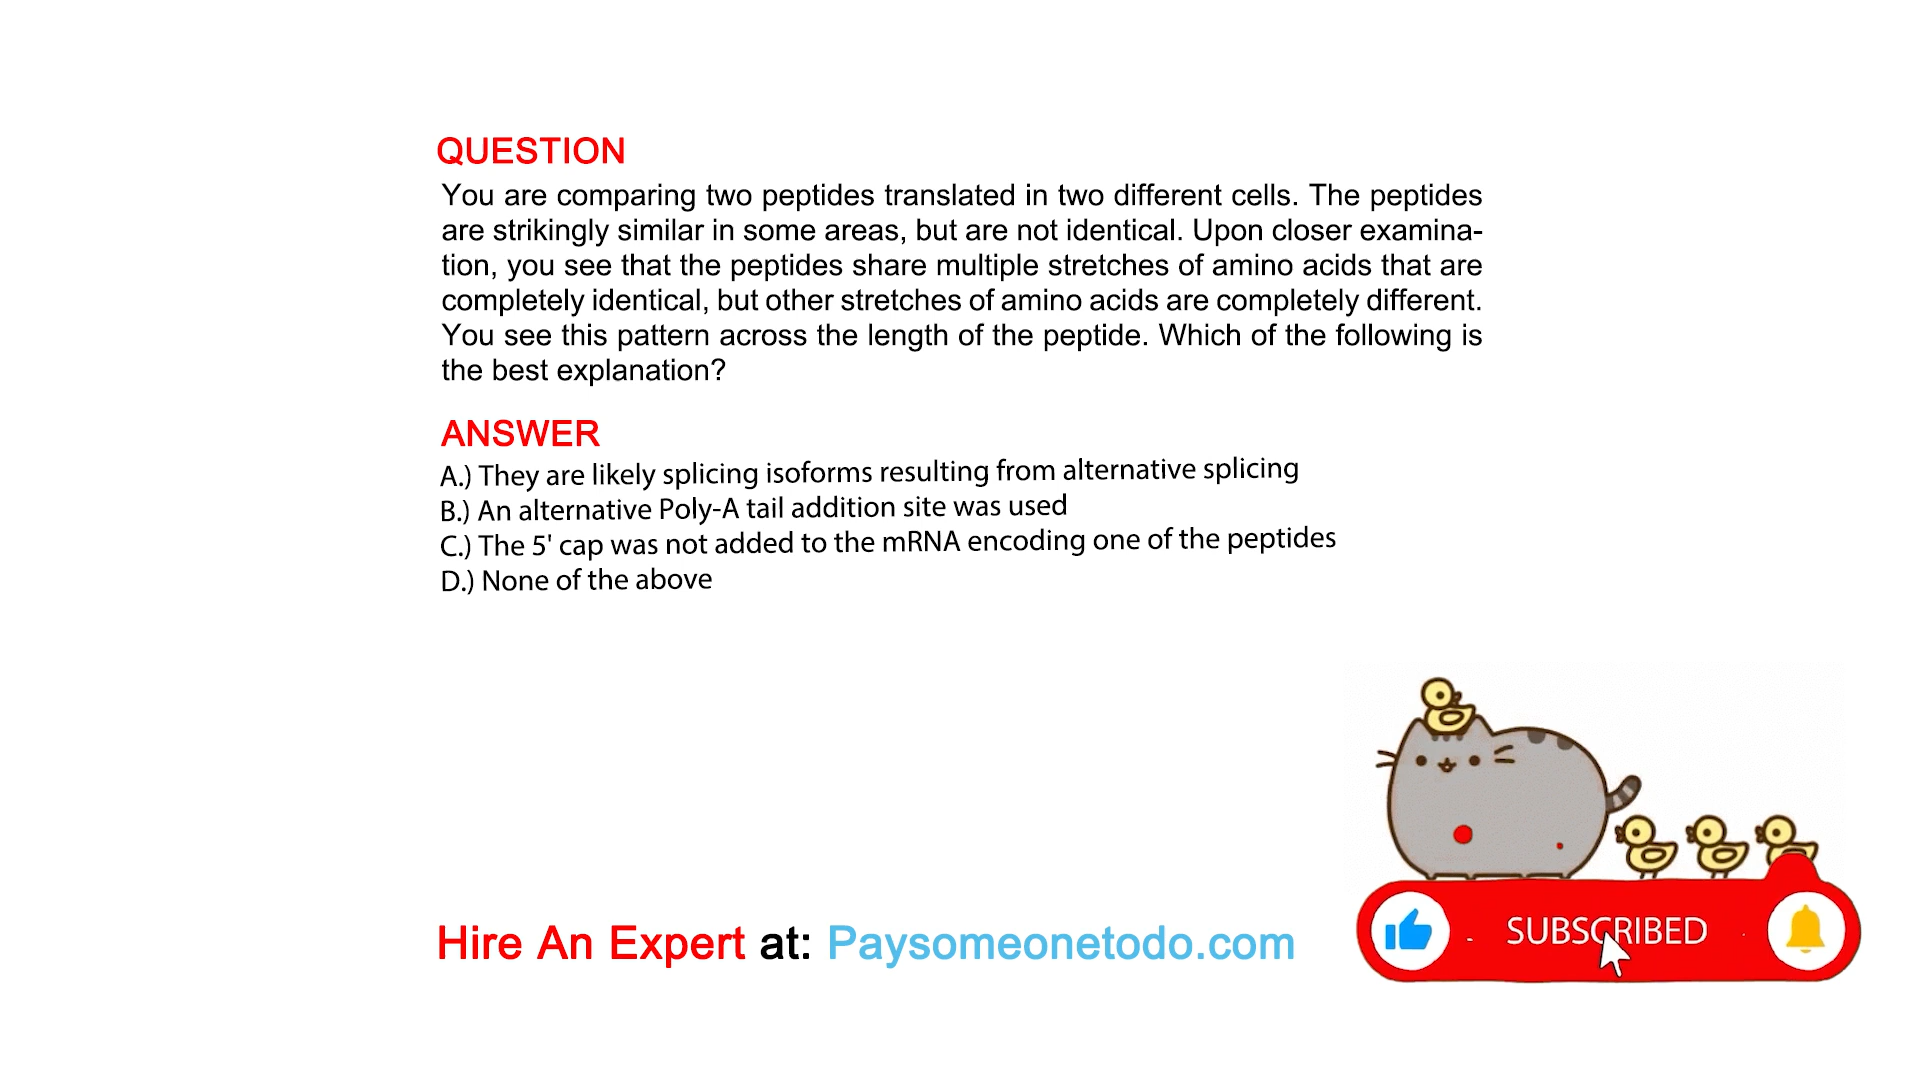 QUESTION
You are comparing two peptides translated in two different cells. The peptides
are strikingly similar in some areas, but are not identical. Upon closer examina-
tion, you see that the peptides share multiple stretches of amino acids that are
completely identical, but other stretches of amino acids are completely different.
You see this pattern across the length of the peptide. Which of the following is
the best explanation?
ANSWER
A.) They are likely splicing isoforms resulting from alternative splicing
B.) An alternative Poly-A tail addition site was used
C.) The 5' cap was not added to the mRNA encoding one of the peptides
D.) None of the above
SUBSCRIBED
Hire An Expert at: Paysomeonetodo.com